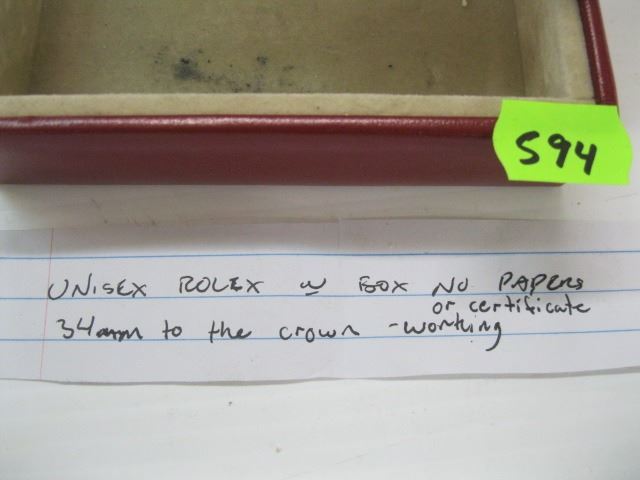 594
UNISEX ROLEX w BOX NO PAPERS
or certificate
34mm to the crown - working